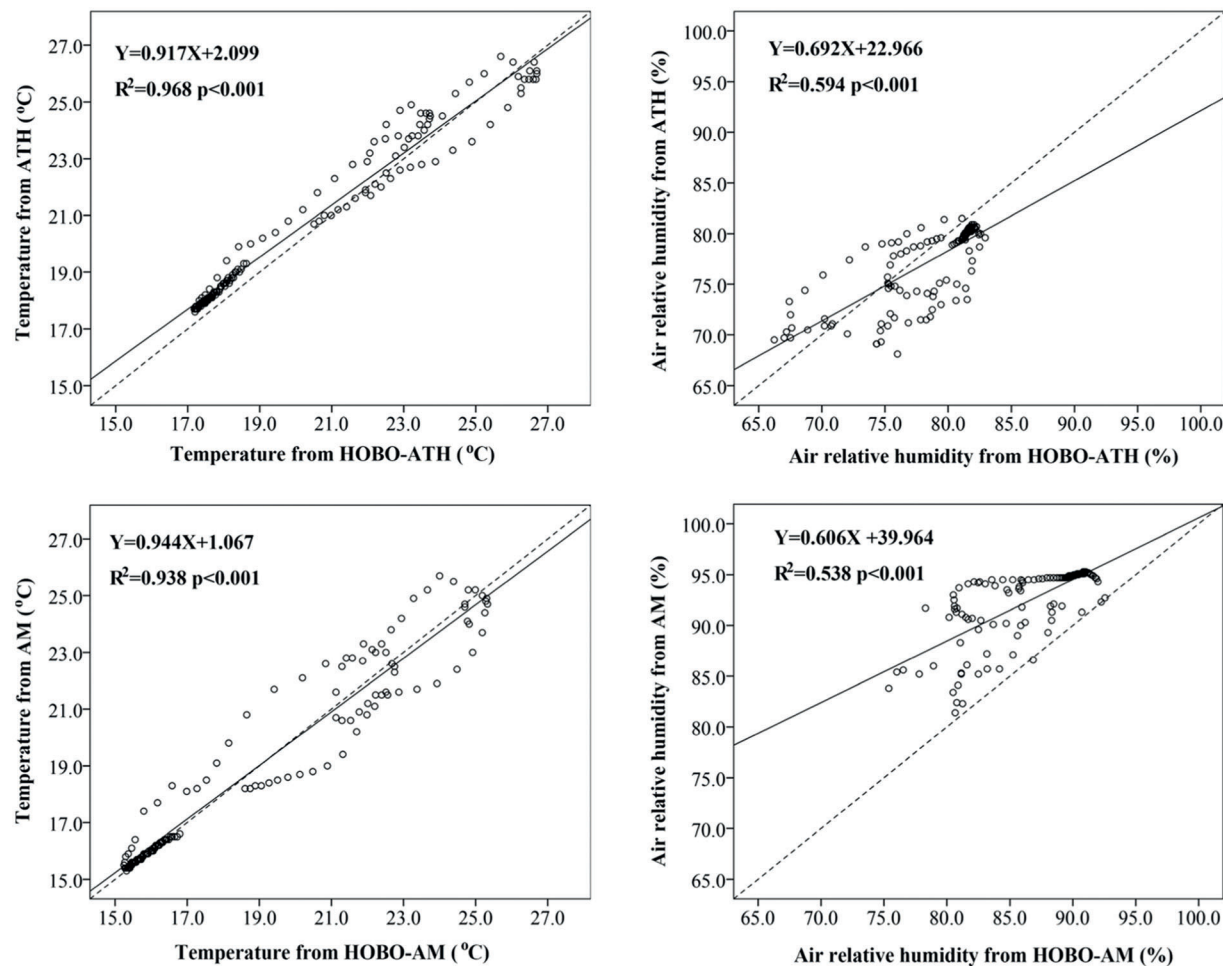 Y=0.917X+2.099
R²=0.968 p<0.001
Temperature from ATH (°C)
27.0
25.0
23.0
21.0
19.0
17.0
15.0
15.0 17.0 19.0 21.0 23.0 25.0 27.0
Temperature from HOBO-ATH (°C)
Y=0.692X+22.966
R²=0.594 p<0.001
Air relative humidity from ATH (%)
100.0
95.0
90.0
85.0
80.0
75.0
70.0
65.0
65.0 70.0 75.0 80.0 85.0 90.0 95.0 100.0
Air relative humidity from HOBO-ATH (%)
Y=0.944X+1.067
R²=0.938 p<0.001
Temperature from AM (°C)
27.0
25.0
23.0
21.0
19.0
17.0
15.0
15.0 17.0 19.0 21.0 23.0 25.0 27.0
Temperature from HOBO-AM (°C)
Y=0.606X +39.964
R²=0.538 p<0.001
Air relative humidity from AM (%)
100.0
95.0
90.0
85.0
80.0
75.0
70.0
65.0
65.0 70.0 75.0 80.0 85.0 90.0 95.0 100.0
Air relative humidity from HOBO-AM (%)